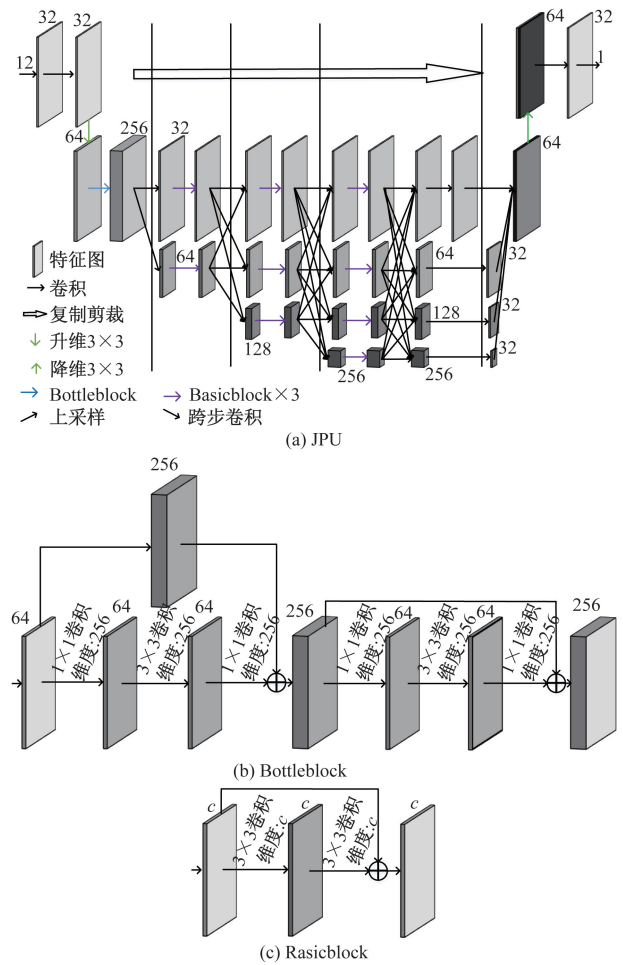 32 32
12
64 32
1
64 256 32
64
64 64
32
128 128
32
256 256
32
特征图
卷积
复制剪裁
升维3×3
降维3×3
Bottleblock Basicblock×3
上采样 跨步卷积
(a) JPU
256
64 64 64 256 64 64 256
1×1卷积 维度:256
3×3卷积 维度:256
1×1卷积 维度:256
1×1卷积 维度:256
3×3卷积 维度:256
1×1卷积 维度:256
(b) Bottleblock
c c c
3×3卷积 维度:c
3×3卷积 维度:c
(c) Rasicblock